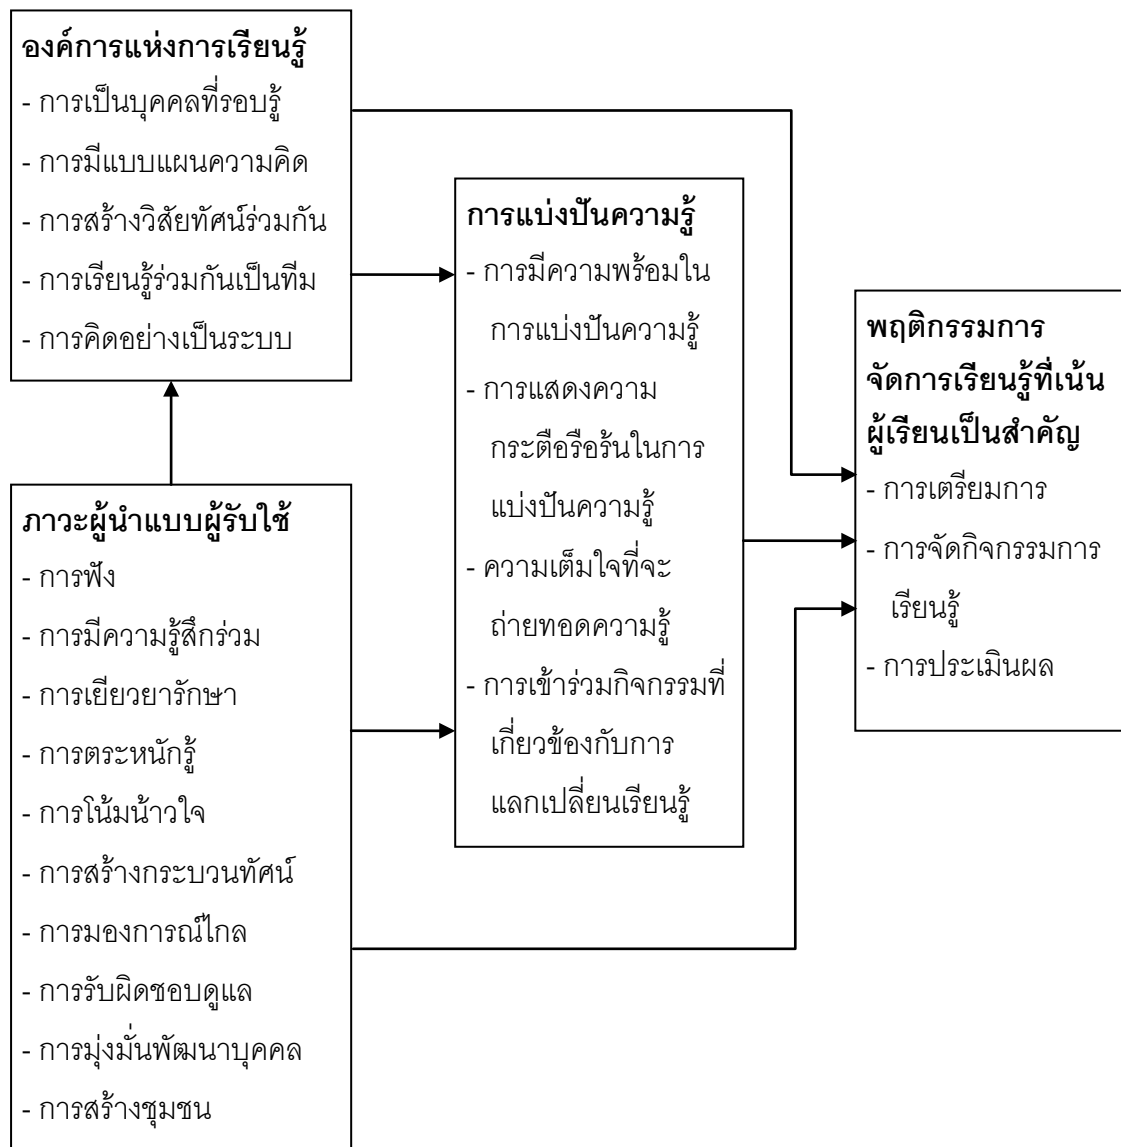 องค์การแห่งการเรียนรู้
- การเป็นบุคคลที่รอบรู้
- การมีแบบแผนความคิด
- การสร้างวิสัยทัศน์ร่วมกัน
- การเรียนรู้ร่วมกันเป็นทีม
- การคิดอย่างเป็นระบบ
ภาวะผู้นำแบบผู้รับใช้
- การฟัง
- การมีความรู้สึกร่วม
- การเยียวยารักษา
- การตระหนักรู้
- การโน้มน้าวใจ
- การสร้างกระบวนทัศน์
- การมองการณ์ไกล
- การรับผิดชอบดูแล
- การมุ่งมั่นพัฒนาบุคคล
- การสร้างชุมชน
การแบ่งปันความรู้
- การมีความพร้อมใน
การแบ่งปันความรู้
- การแสดงความ
กระตือรือร้นในการ
แบ่งปันความรู้
- ความเต็มใจที่จะ
ถ่ายทอดความรู้
- การเข้าร่วมกิจกรรมที่
เกี่ยวข้องกับการ
แลกเปลี่ยนเรียนรู้
พฤติกรรมการ
จัดการเรียนรู้ที่เน้น
ผู้เรียนเป็นสำคัญ
- การเตรียมการ
- การจัดกิจกรรมการ
เรียนรู้
- การประเมินผล